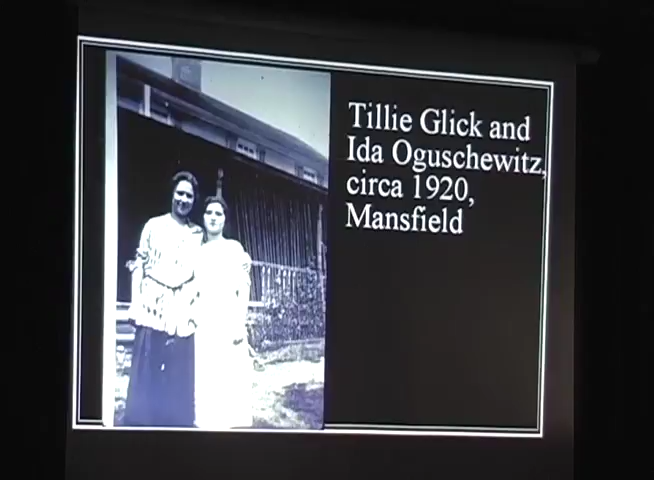 Tillie Glick and
Ida Oguschewitz,
circa 1920,
Mansfield